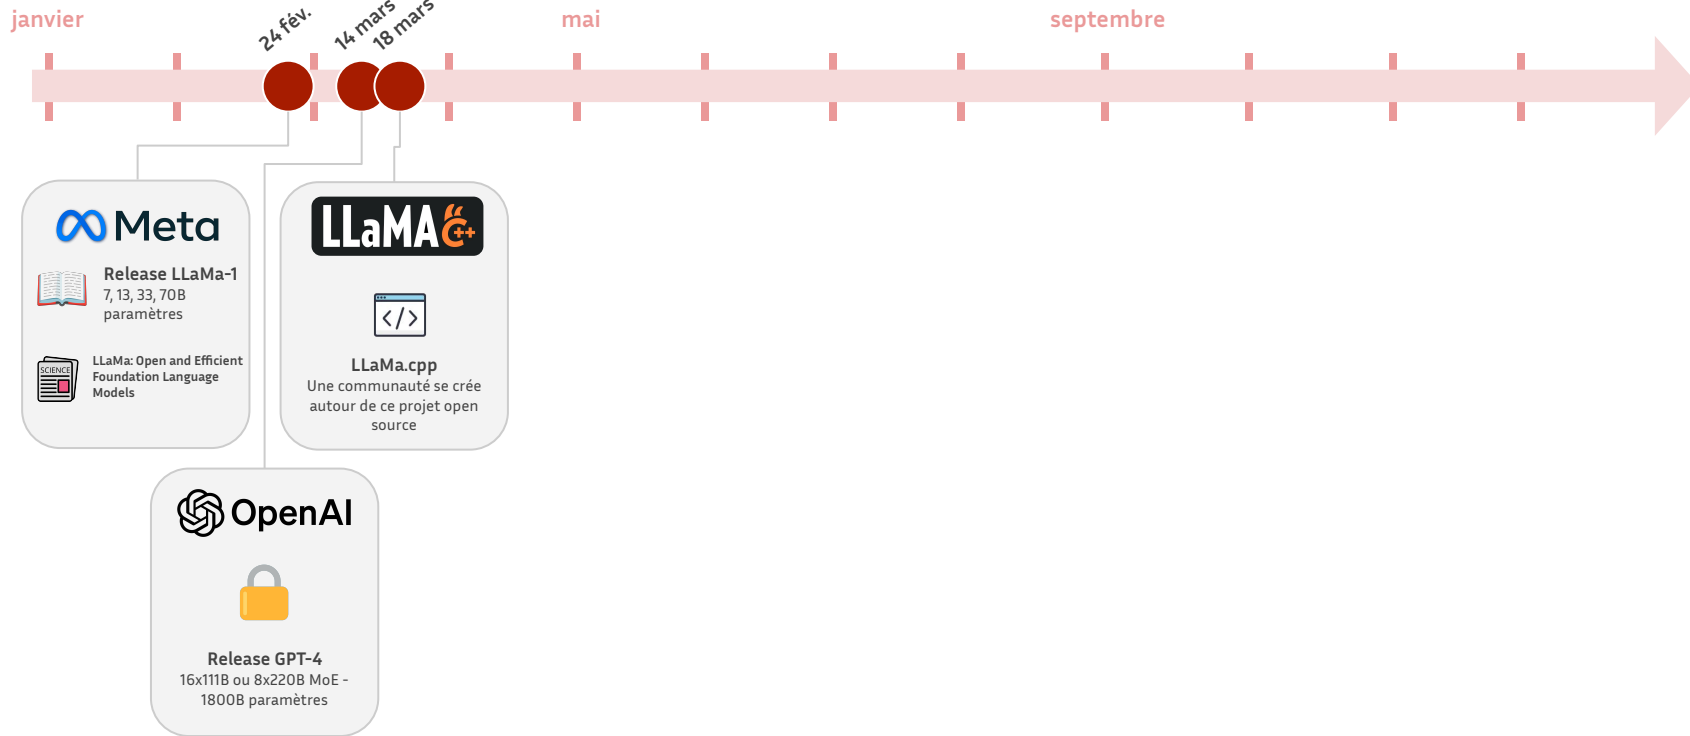 janvier
mai
septembre
24 fév.
14 mars
18 mars
Meta
Release LLaMa-1
7, 13, 33, 70B
paramètres
SCIENCE
LLaMa: Open and Efficient
Foundation Language
Models
LLaMA C++
</>
LLaMa.cpp
Une communauté se crée
autour de ce projet open
source
OpenAI
Release GPT-4
16x111B ou 8x220B MoE -
1800B paramètres